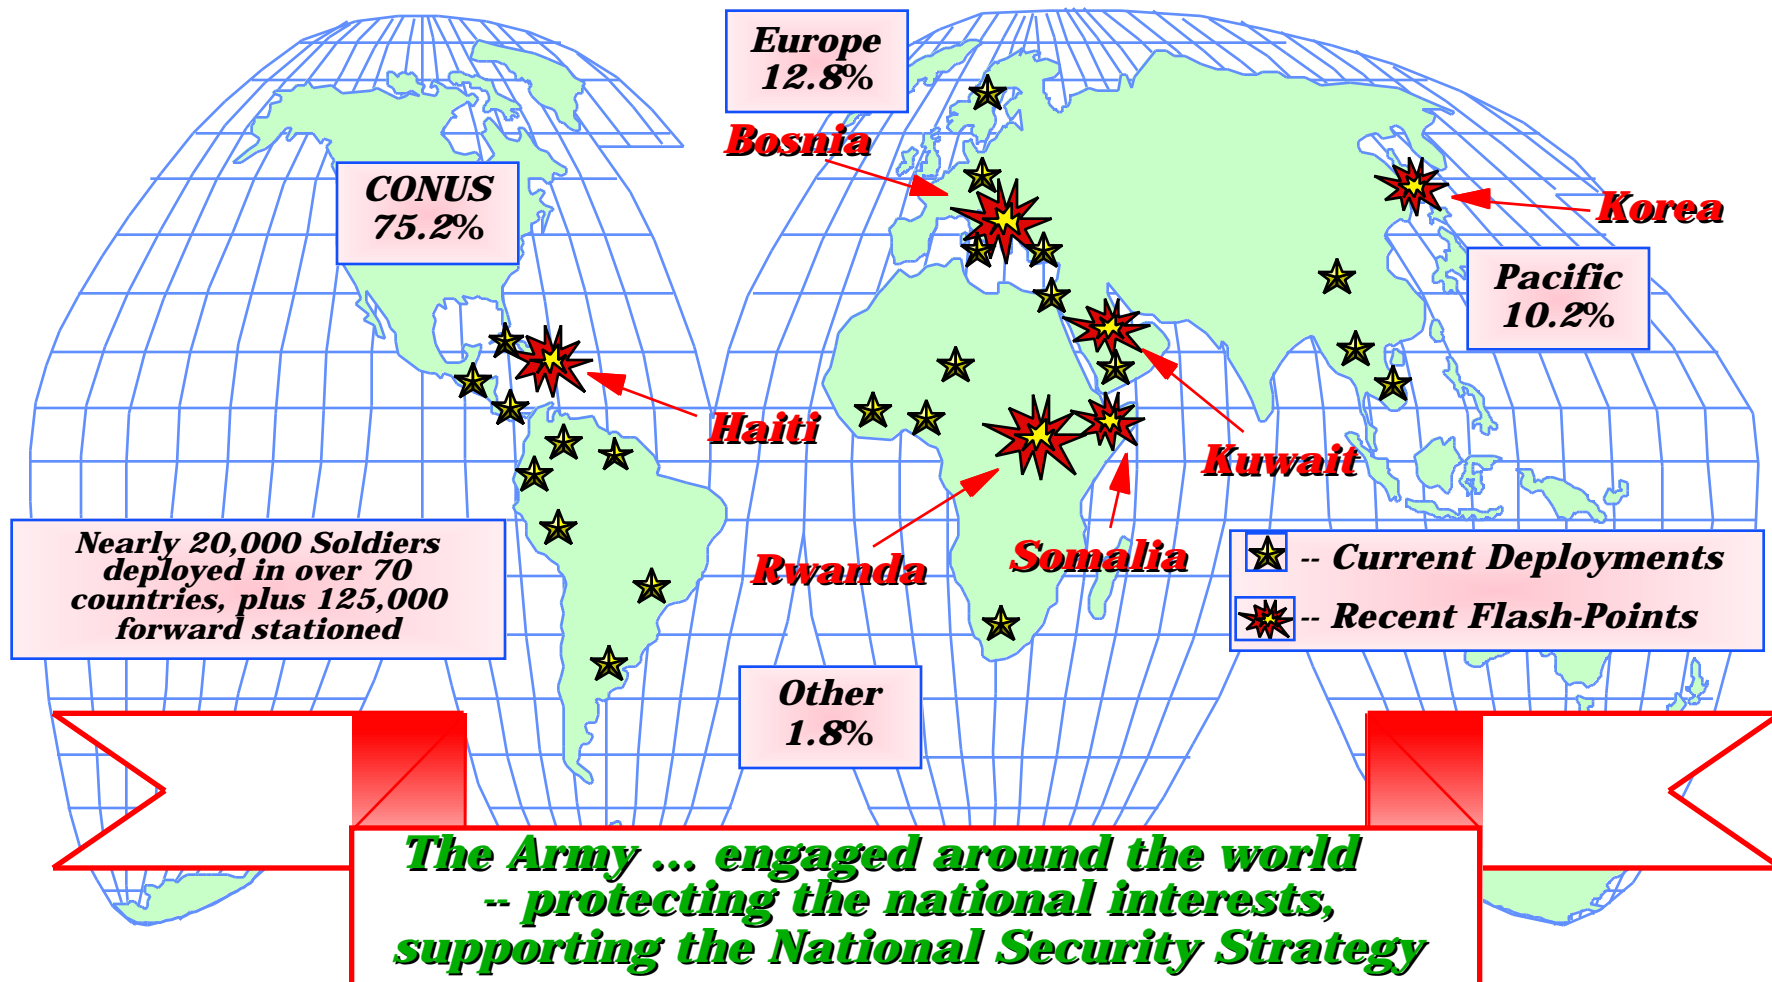 Europe
12.8%
Bosnia
CONUS
75.2%
Korea
Pacific
10.2%
Haiti
Kuwait
Rwanda
Somalia
Nearly 20,000 Soldiers
deployed in over 70
countries, plus 125,000
forward stationed
-- Current Deployments
-- Recent Flash-Points
Other
1.8%
The Army ... engaged around the world
-- protecting the national interests,
supporting the National Security Strategy